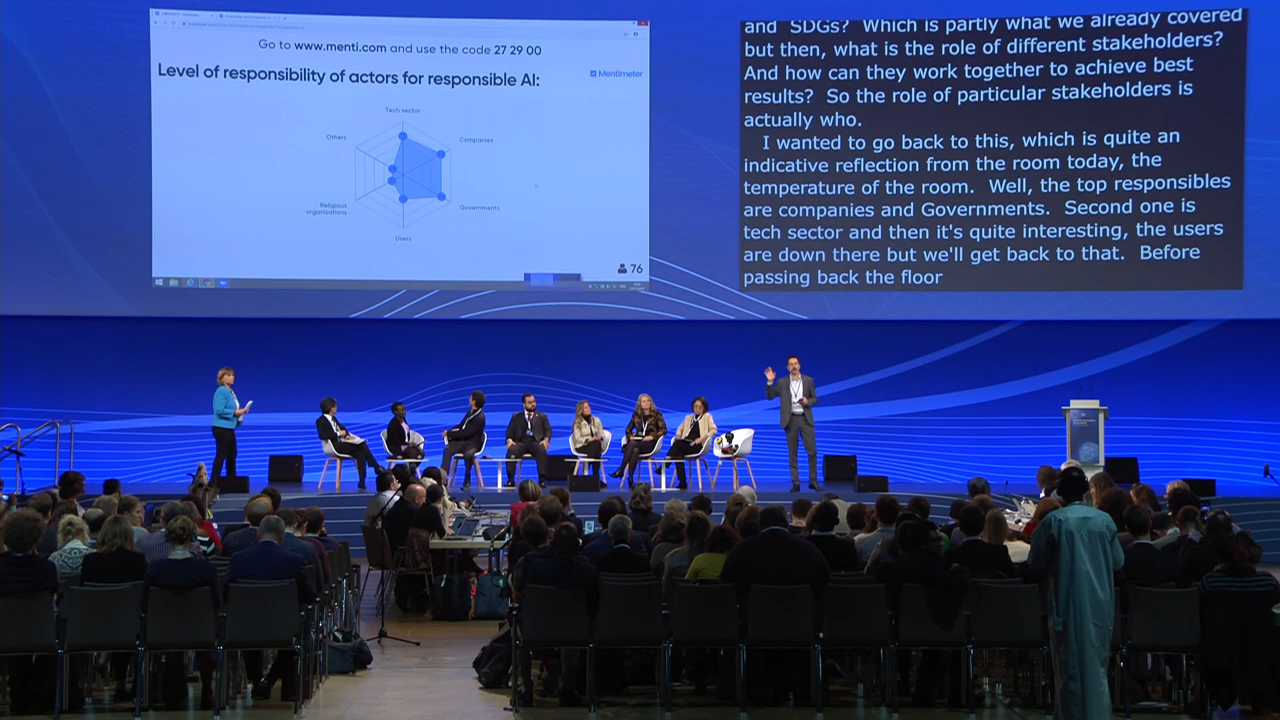 Go to www.menti.com and use the code 27 29 00
Level of responsibility of actors for responsible AI:
Mentimeter
Tech sector
Others
Companies
Religious
organisations
Governments
Users
76
and SDGs? Which is partly what we already covered
but then, what is the role of different stakeholders?
And how can they work together to achieve best
results? So the role of particular stakeholders is
actually who.
I wanted to go back to this, which is quite an
indicative reflection from the room today, the
temperature of the room. Well, the top responsibles
are companies and Governments. Second one is
tech sector and then it's quite interesting, the users
are down there but we'll get back to that. Before
passing back the floor